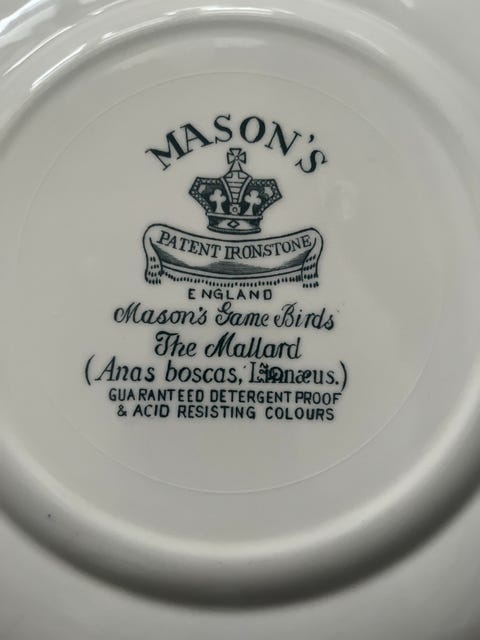 MASON'S
PATENT IRONSTONE
ENGLAND
Mason's Game Birds
The Mallard
(Anas boscas, Linnæus.)
GUARANTEED DETERGENT PROOF
& ACID RESISTING COLOURS